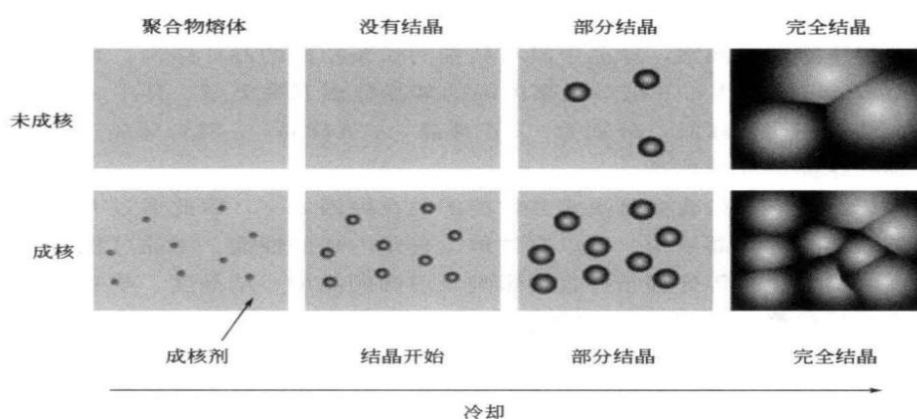 聚合物熔体 没有结晶 部分结晶 完全结晶
未成核
成核
成核剂 结晶开始 部分结晶 完全结晶
冷却